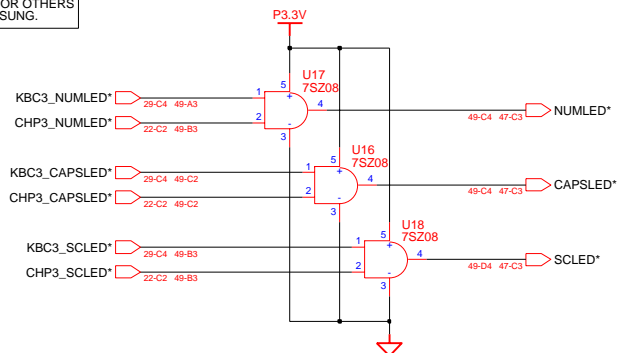 OR OTHERS
SUNG.
P3.3V
U17
7SZ08
5
+
1
KBC3_NUMLED*
29-C4 49-A3
4
NUMLED*
49-C4 47-C3
2
CHP3_NUMLED*
22-C2 49-B3
-
3
U16
7SZ08
5
+
1
KBC3_CAPSLED*
29-C4 49-C2
4
CAPSLED*
49-C4 47-C3
2
CHP3_CAPSLED*
22-C2 49-C2
-
3
U18
7SZ08
5
+
1
KBC3_SCLED*
29-C4 49-B3
4
SCLED*
49-D4 47-C3
2
CHP3_SCLED*
22-C2 49-B3
-
3